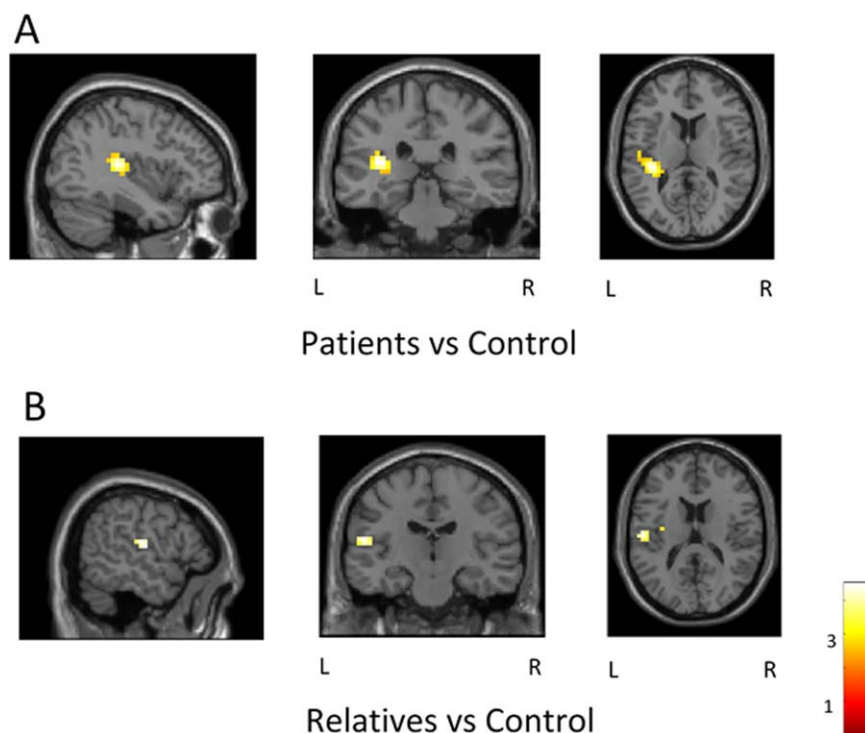 A
L R
L R
Patients vs Control
B
L R
L R
3
1
Relatives vs Control